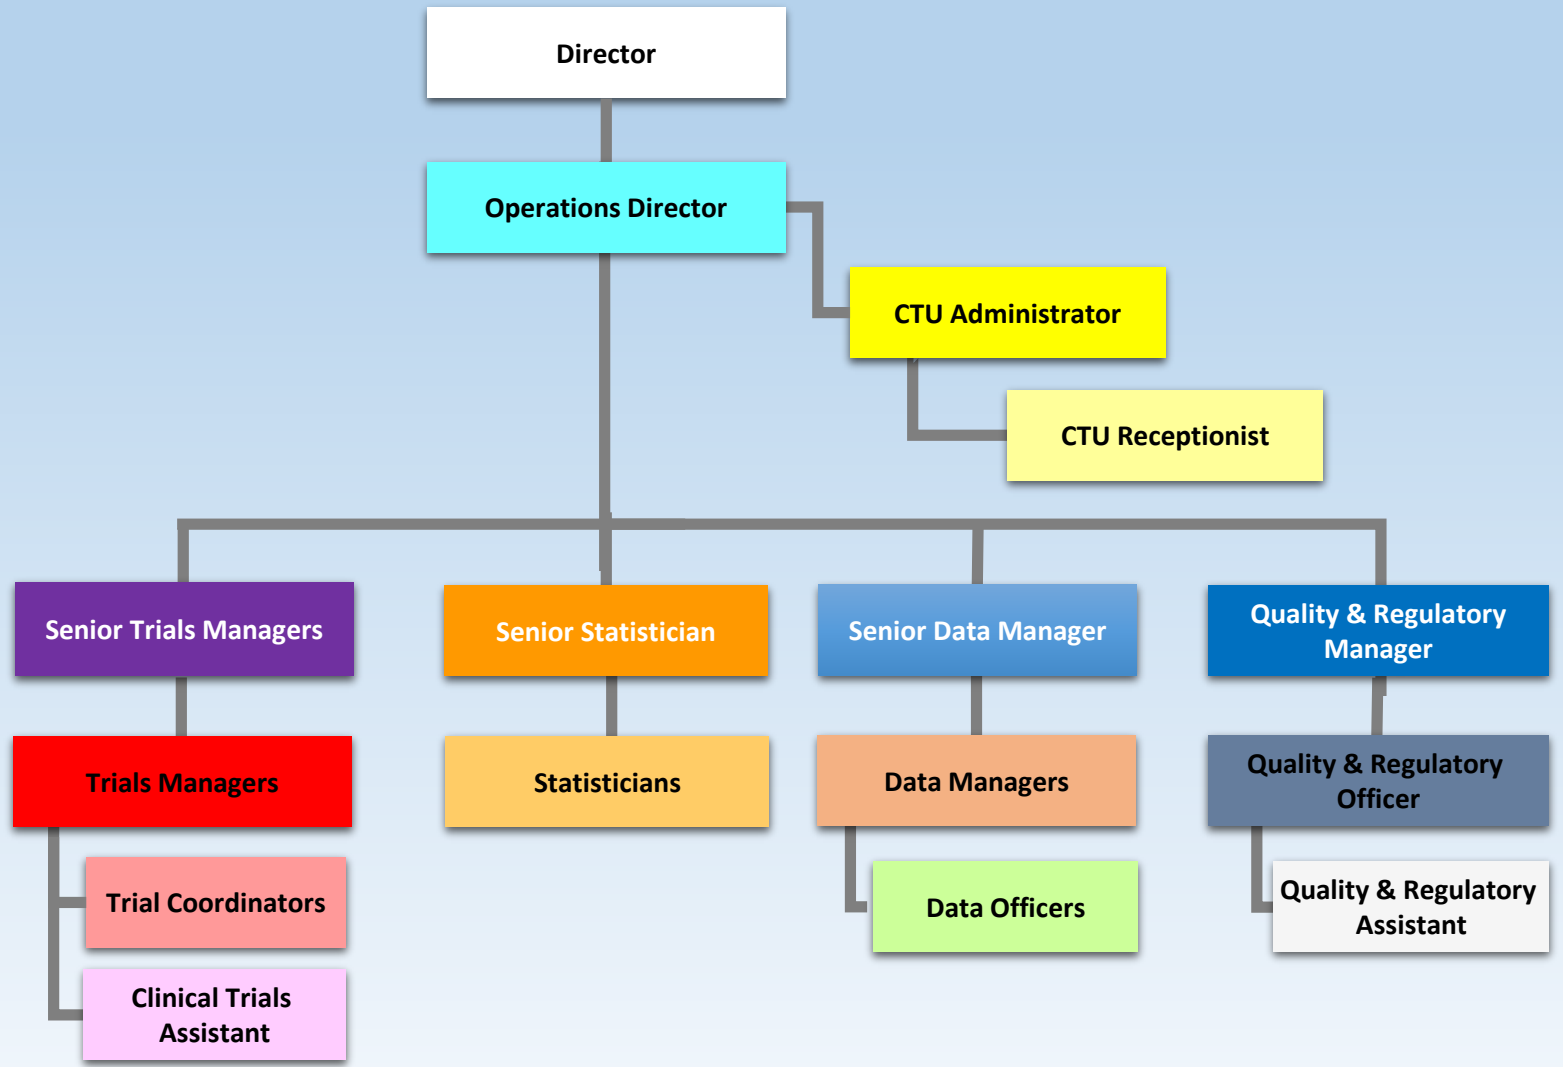 Director
Operations Director
CTU Administrator
CTU Receptionist
Senior Trials Managers
Senior Statistician
Senior Data Manager
Quality & Regulatory
Manager
Trials Managers
Statisticians
Data Managers
Quality & Regulatory
Officer
Trial Coordinators
Data Officers
Quality & Regulatory
Assistant
Clinical Trials
Assistant